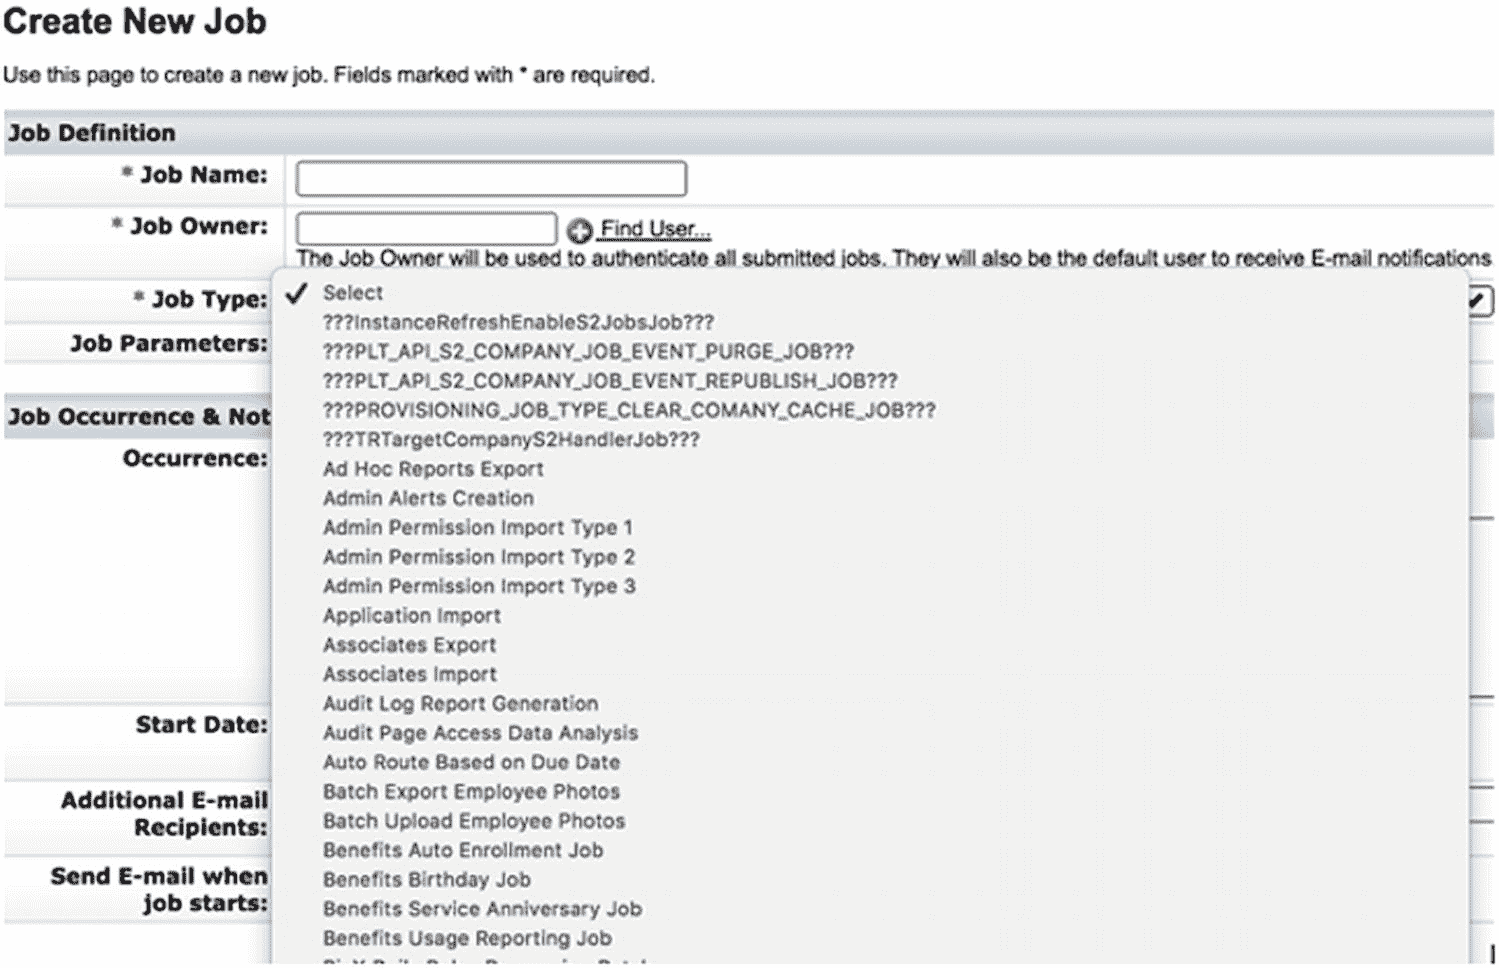 Create New Job
Use this page to create a new job. Fields marked with * are required.
Job Definition
* Job Name:
* Job Owner:
Find User...
The Job Owner will be used to authenticate all submitted jobs. They will also be the default user to receive E-mail notifications
* Job Type:
Select
???InstanceRefreshEnableS2JobsJob???
???PLT_API_S2_COMPANY_JOB_EVENT_PURGE_JOB???
Job Parameters:
???PLT_API_S2_COMPANY_JOB_EVENT_REPUBLISH_JOB???
???PROVISIONING_JOB_TYPE_CLEAR_COMANY_CACHE_JOB???
Job Occurrence & Not
???TRTargetCompanyS2HandlerJob???
Occurrence:
Ad Hoc Reports Export
Admin Alerts Creation
Admin Permission Import Type 1
Admin Permission Import Type 2
Admin Permission Import Type 3
Application Import
Associates Export
Associates Import
Audit Log Report Generation
Start Date:
Audit Page Access Data Analysis
Auto Route Based on Due Date
Batch Export Employee Photos
Additional E-mail
Recipients:
Batch Upload Employee Photos
Benefits Auto Enrollment Job
Send E-mail when
job starts:
Benefits Birthday Job
Benefits Service Anniversary Job
Benefits Usage Reporting Job